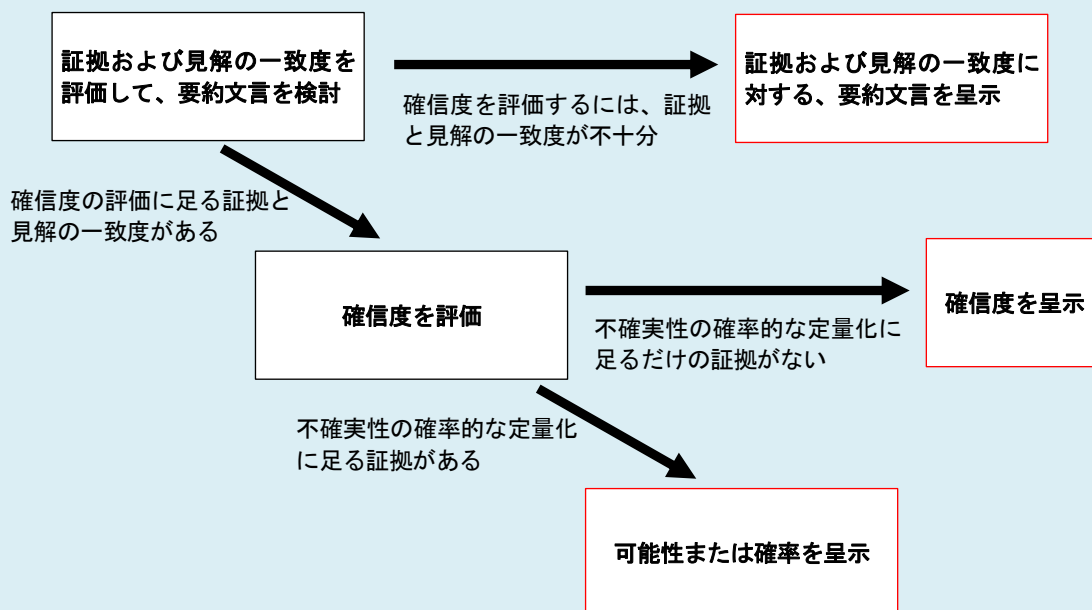 証拠および見解の一致度を
評価して、要約文言を検討
確信度を評価するには、証拠
と見解の一致度が不十分
証拠および見解の一致度に
対する、要約文言を呈示
確信度の評価に足る証拠と
見解の一致度がある
確信度を評価
不確実性の確率的な定量化に
足るだけの証拠がない
確信度を呈示
不確実性の確率的な定量化
に足る証拠がある
可能性または確率を呈示